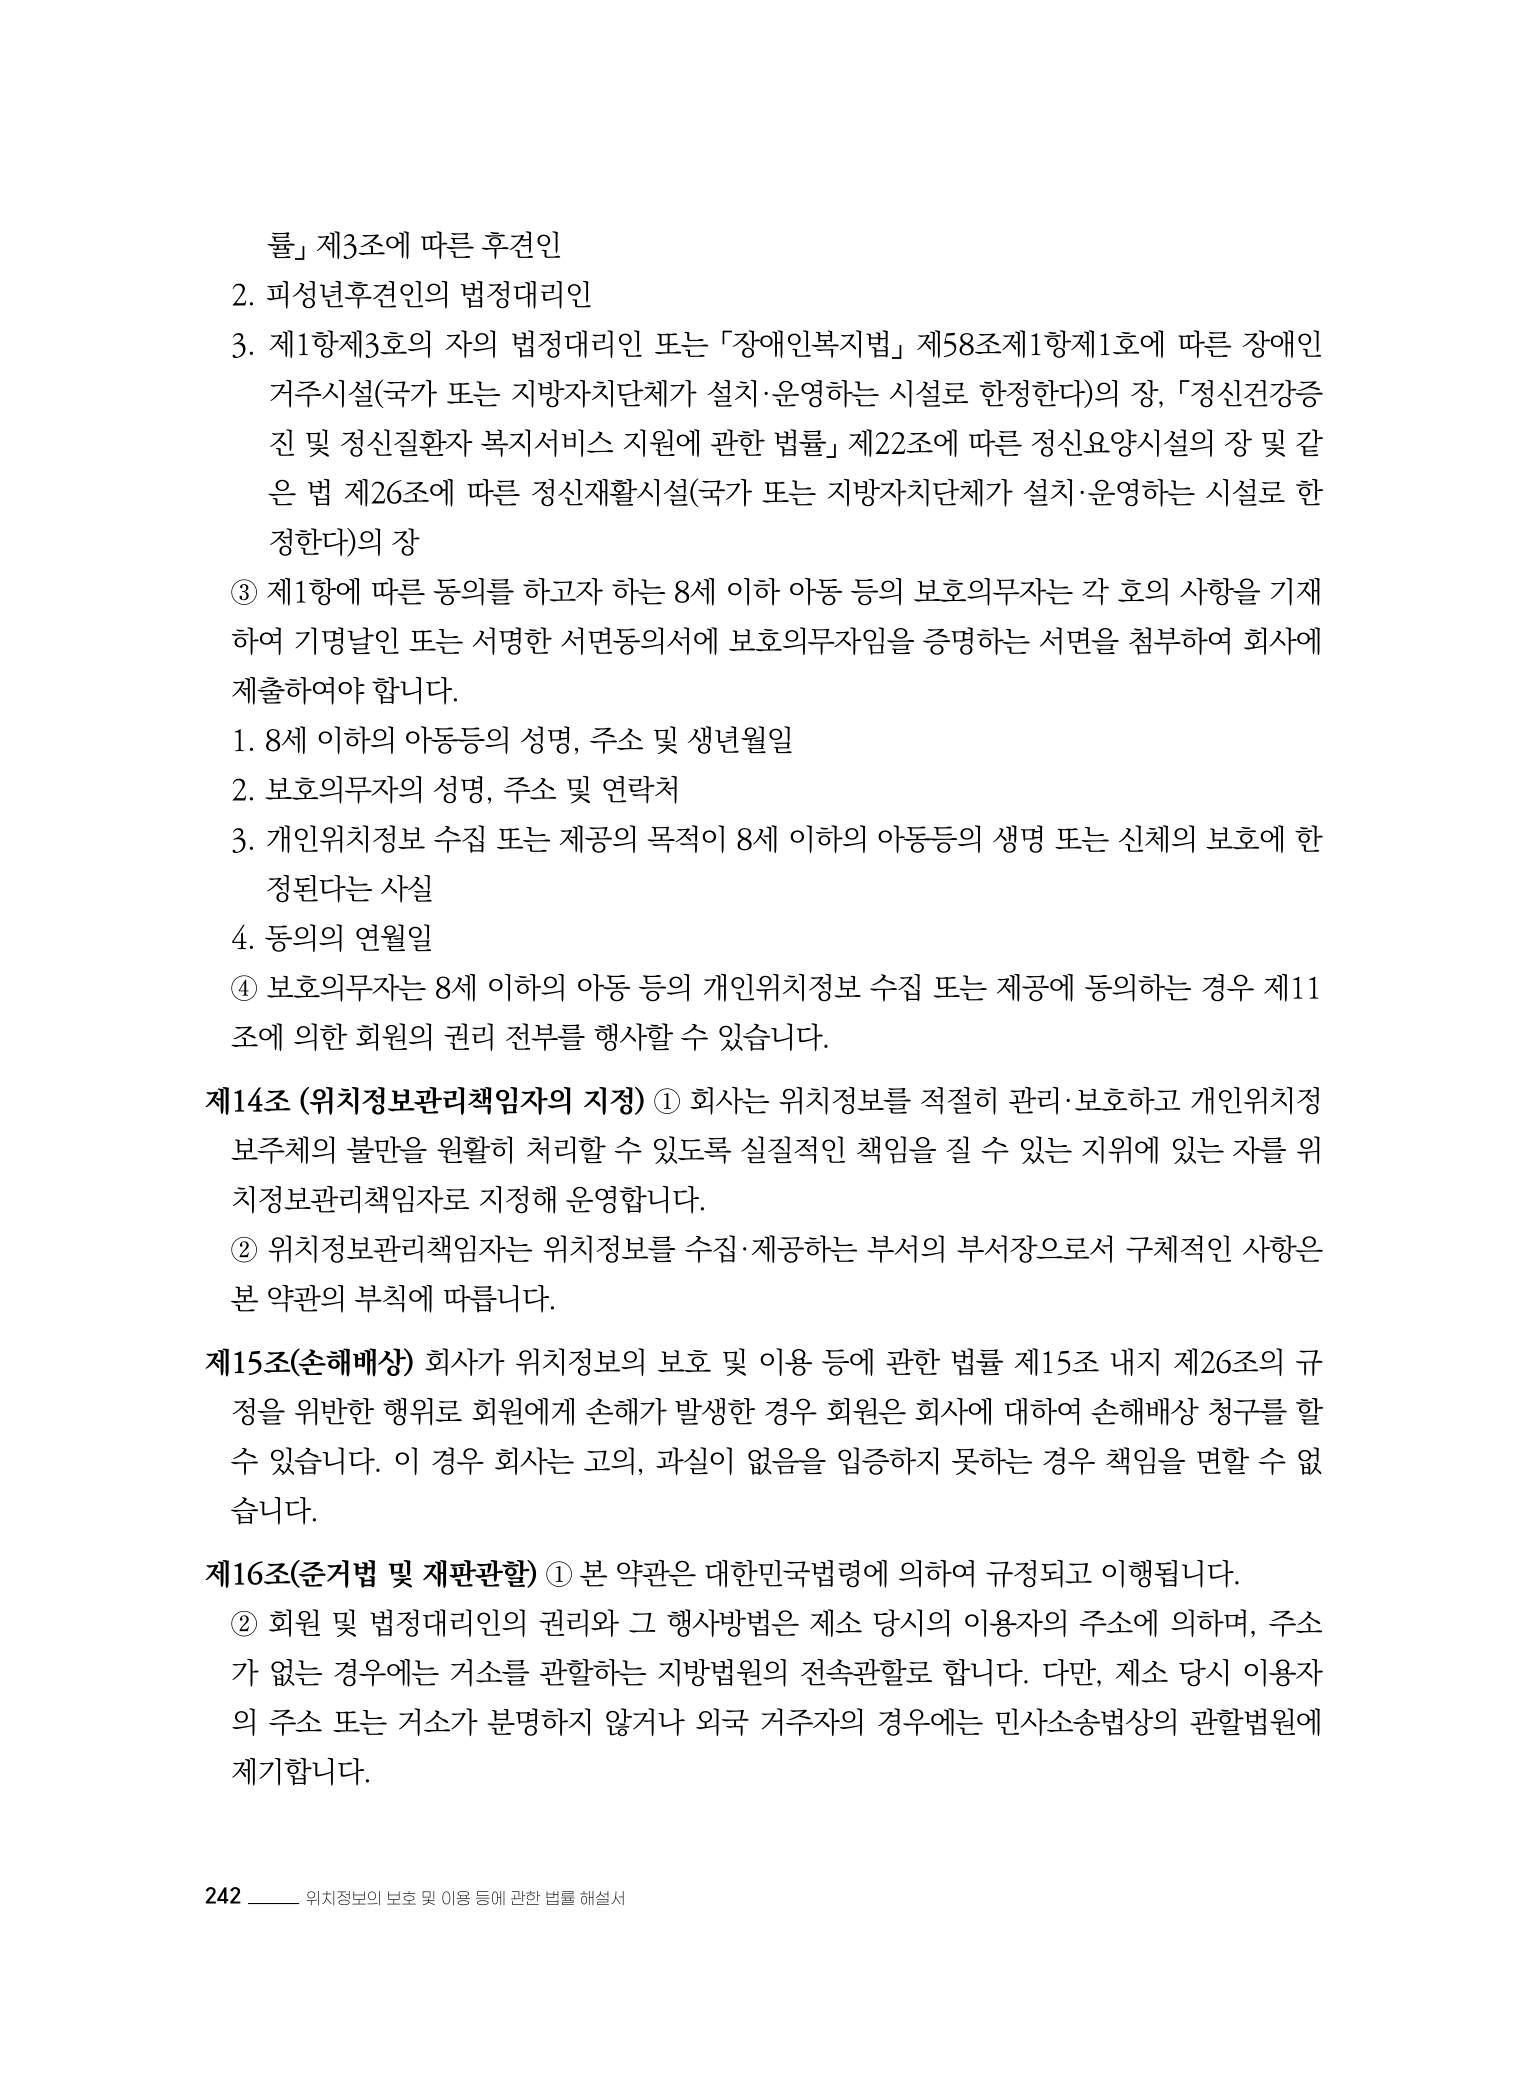 률」 제3조에 따른 후견인
2. 피성년후견인의 법정대리인
3. 제1항제3호의 자의 법정대리인 또는 「장애인복지법」 제58조제1항제1호에 따른 장애인
거주시설(국가 또는 지방자치단체가 설치·운영하는 시설로 한정한다)의 장, 「정신건강증
진 및 정신질환자 복지서비스 지원에 관한 법률」 제22조에 따른 정신요양시설의 장 및 같
은 법 제26조에 따른 정신재활시설(국가 또는 지방자치단체가 설치·운영하는 시설로 한
정한다)의 장
③ 제1항에 따른 동의를 하고자 하는 8세 이하 아동 등의 보호의무자는 각 호의 사항을 기재
하여 기명날인 또는 서명한 서면동의서에 보호의무자임을 증명하는 서면을 첨부하여 회사에
제출하여야 합니다.
1. 8세 이하의 아동등의 성명, 주소 및 생년월일
2. 보호의무자의 성명, 주소 및 연락처
3. 개인위치정보 수집 또는 제공의 목적이 8세 이하의 아동등의 생명 또는 신체의 보호에 한
정된다는 사실
4. 동의의 연월일
④ 보호의무자는 8세 이하의 아동 등의 개인위치정보 수집 또는 제공에 동의하는 경우 제11
조에 의한 회원의 권리 전부를 행사할 수 있습니다.
제14조 (위치정보관리책임자의 지정) ① 회사는 위치정보를 적절히 관리·보호하고 개인위치정
보주체의 불만을 원활히 처리할 수 있도록 실질적인 책임을 질 수 있는 지위에 있는 자를 위
치정보관리책임자로 지정해 운영합니다.
② 위치정보관리책임자는 위치정보를 수집·제공하는 부서의 부서장으로서 구체적인 사항은
본 약관의 부칙에 따릅니다.
제15조(손해배상) 회사가 위치정보의 보호 및 이용 등에 관한 법률 제15조 내지 제26조의 규
정을 위반한 행위로 회원에게 손해가 발생한 경우 회원은 회사에 대하여 손해배상 청구를 할
수 있습니다. 이 경우 회사는 고의, 과실이 없음을 입증하지 못하는 경우 책임을 면할 수 없
습니다.
제16조(준거법 및 재판관할) ① 본 약관은 대한민국법령에 의하여 규정되고 이행됩니다.
② 회원 및 법정대리인의 권리와 그 행사방법은 제소 당시의 이용자의 주소에 의하며, 주소
가 없는 경우에는 거소를 관할하는 지방법원의 전속관할로 합니다. 다만, 제소 당시 이용자
의 주소 또는 거소가 분명하지 않거나 외국 거주자의 경우에는 민사소송법상의 관할법원에
제기합니다.
242 위치정보의 보호 및 이용 등에 관한 법률 해설서